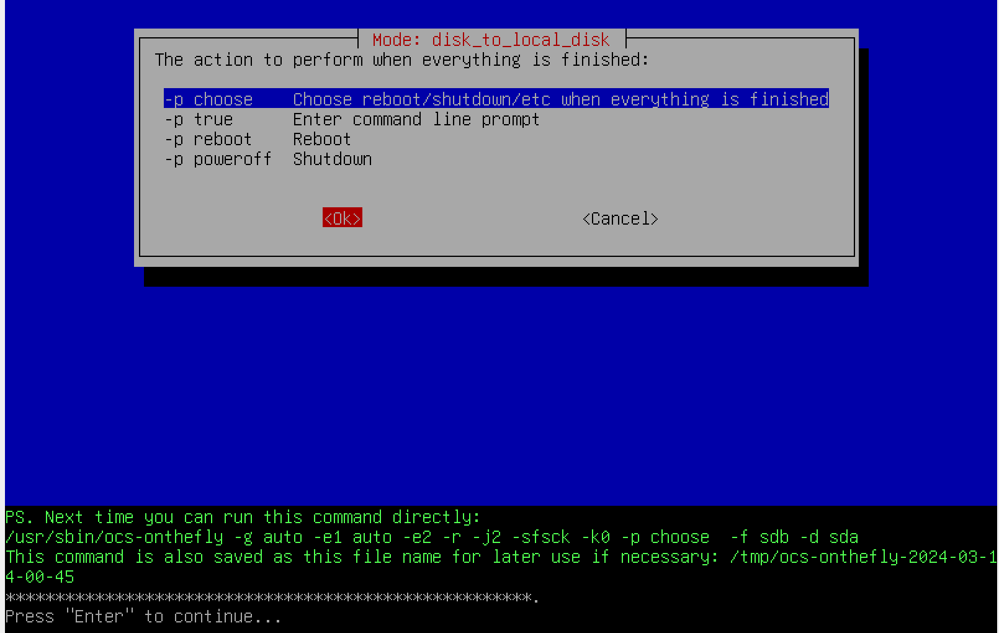 Mode: disk_to_local_disk
The action to perform when everything is finished:
-p choose    Choose reboot/shutdown/etc when everything is finished
-p true      Enter command line prompt
-p reboot    Reboot
-p poweroff  Shutdown
<Ok>    <Cancel>
PS. Next time you can run this command directly:
/usr/sbin/ocs-onthefly -g auto -e1 auto -e2 -r -j2 -sfsck -k0 -p choose  -f sdb -d sda
This command is also saved as this file name for later use if necessary: /tmp/ocs-onthefly-2024-03-1
4-00-45
*****************************************************.
Press "Enter" to continue...